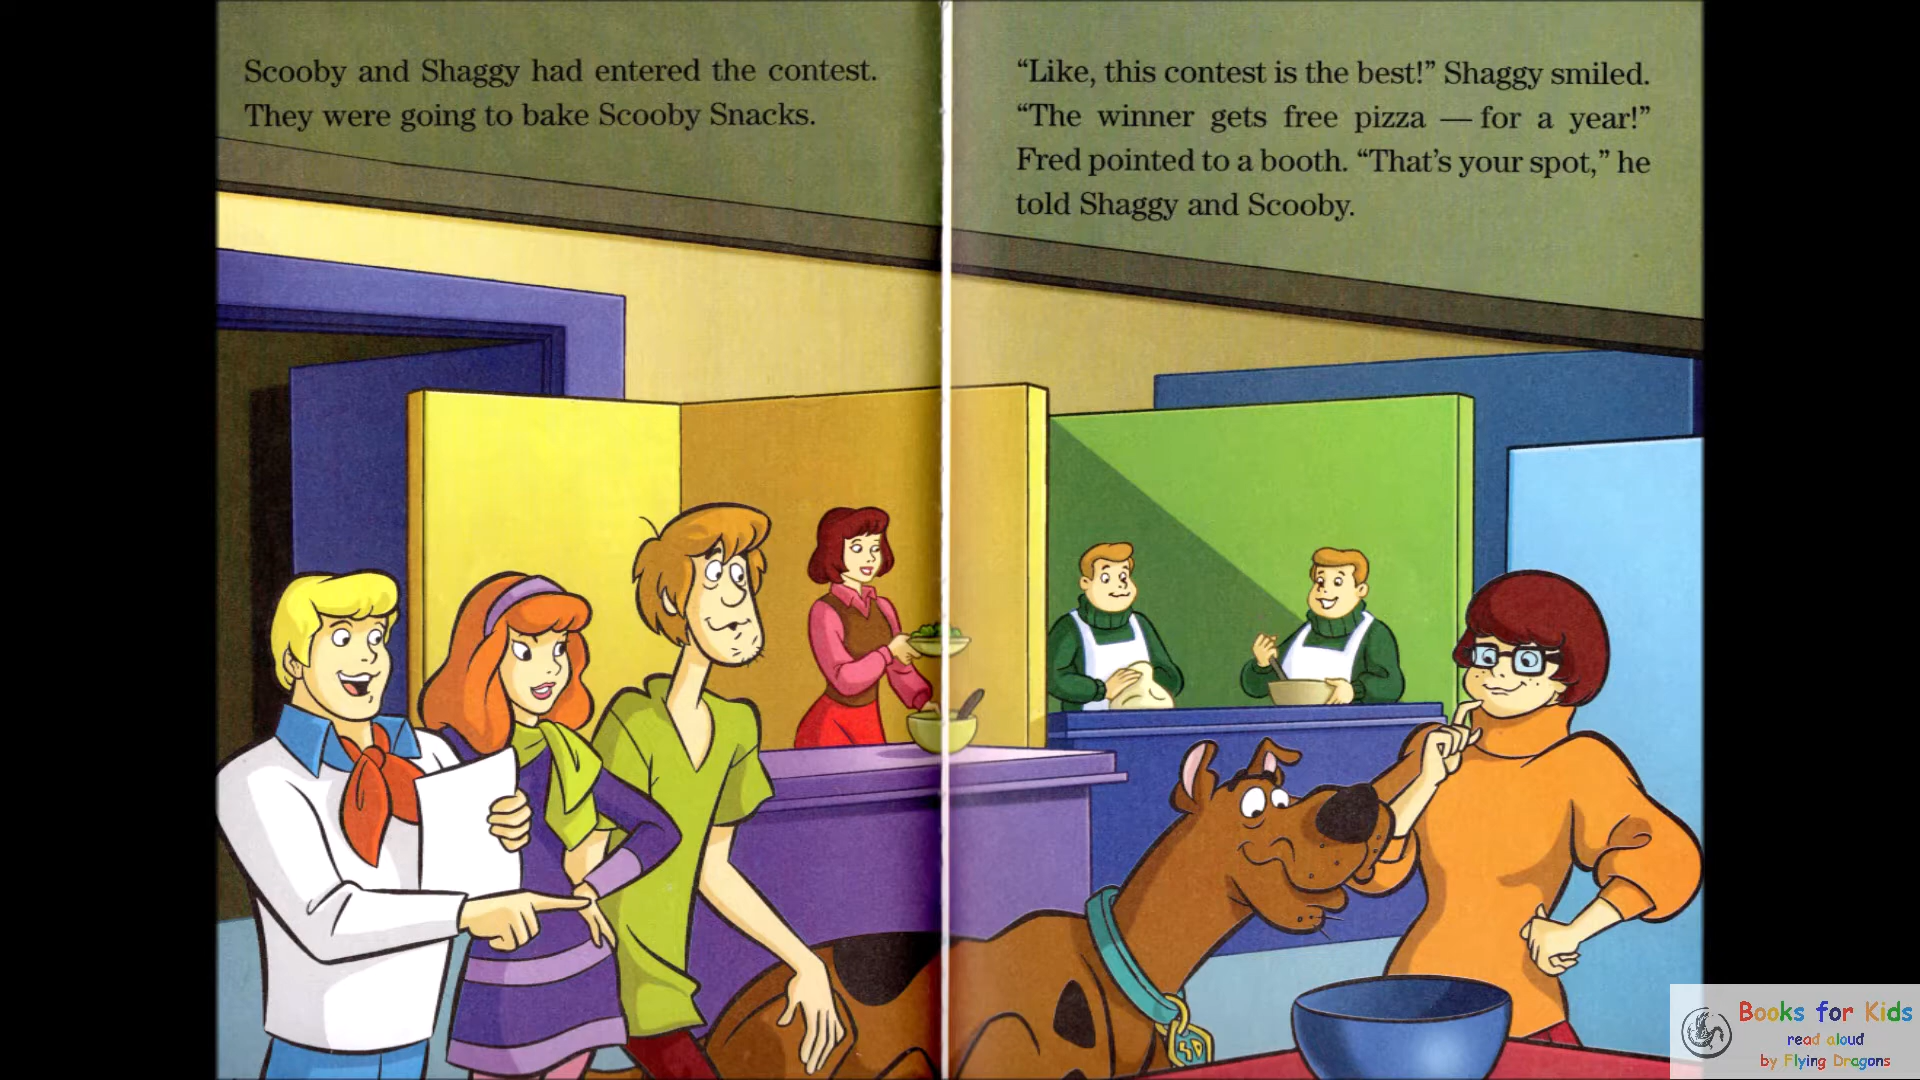 Scooby and Shaggy had entered the contest.
They were going to bake Scooby Snacks.
“Like, this contest is the best!” Shaggy smiled.
“The winner gets free pizza — for a year!”
Fred pointed to a booth. “That’s your spot,” he
told Shaggy and Scooby.
SD
Books for Kids
read aloud
by Flying Dragons